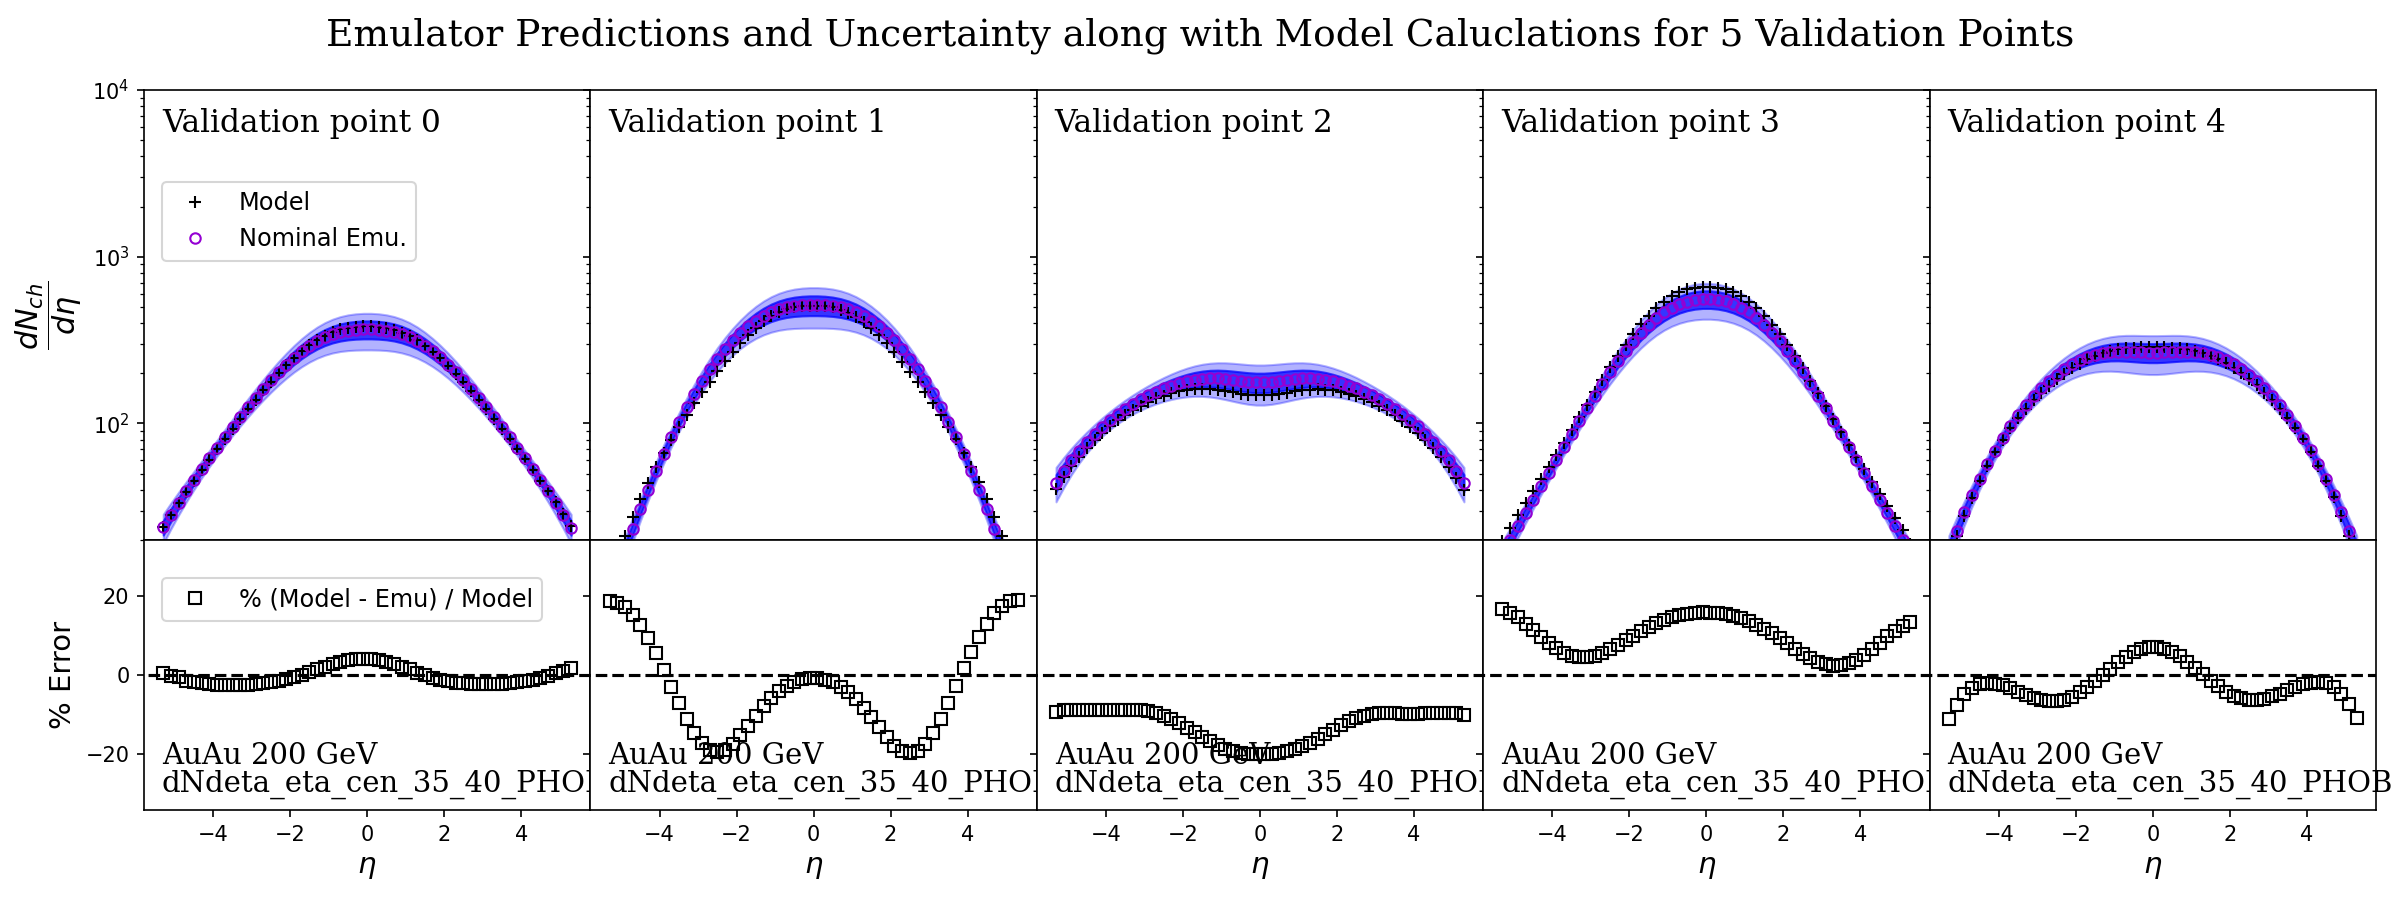 Emulator Predictions and Uncertainty along with Model Caluclations for 5 Validation Points
Validation point 0
Validation point 1
Validation point 2
Validation point 3
Validation point 4
Model
Nominal Emu.
10^4
10^3
10^2
dN_ch
dη
% (Model - Emu) / Model
20
0
−20
% Error
AuAu 200 GeV
dNdeta_eta_cen_35_40_PHO
AuAu 200 GeV
dNdeta_eta_cen_35_40_PHO
AuAu 200 GeV
dNdeta_eta_cen_35_40_PHO
AuAu 200 GeV
dNdeta_eta_cen_35_40_PHO
AuAu 200 GeV
dNdeta_eta_cen_35_40_PHOB
−4 −2 0 2 4
−4 −2 0 2 4
−4 −2 0 2 4
−4 −2 0 2 4
−4 −2 0 2 4
η
η
η
η
η